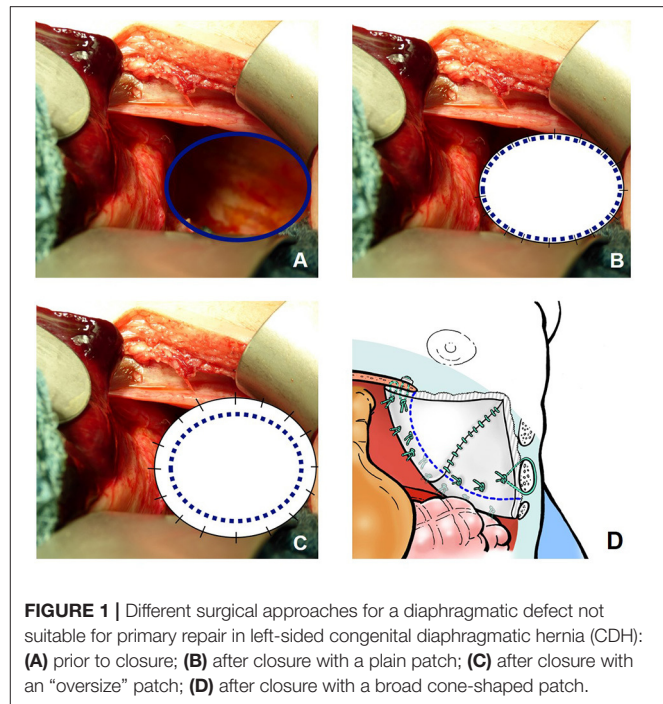 A
B
C
D
FIGURE 1 | Different surgical approaches for a diaphragmatic defect not
suitable for primary repair in left-sided congenital diaphragmatic hernia (CDH):
(A) prior to closure; (B) after closure with a plain patch; (C) after closure with
an “oversize” patch; (D) after closure with a broad cone-shaped patch.